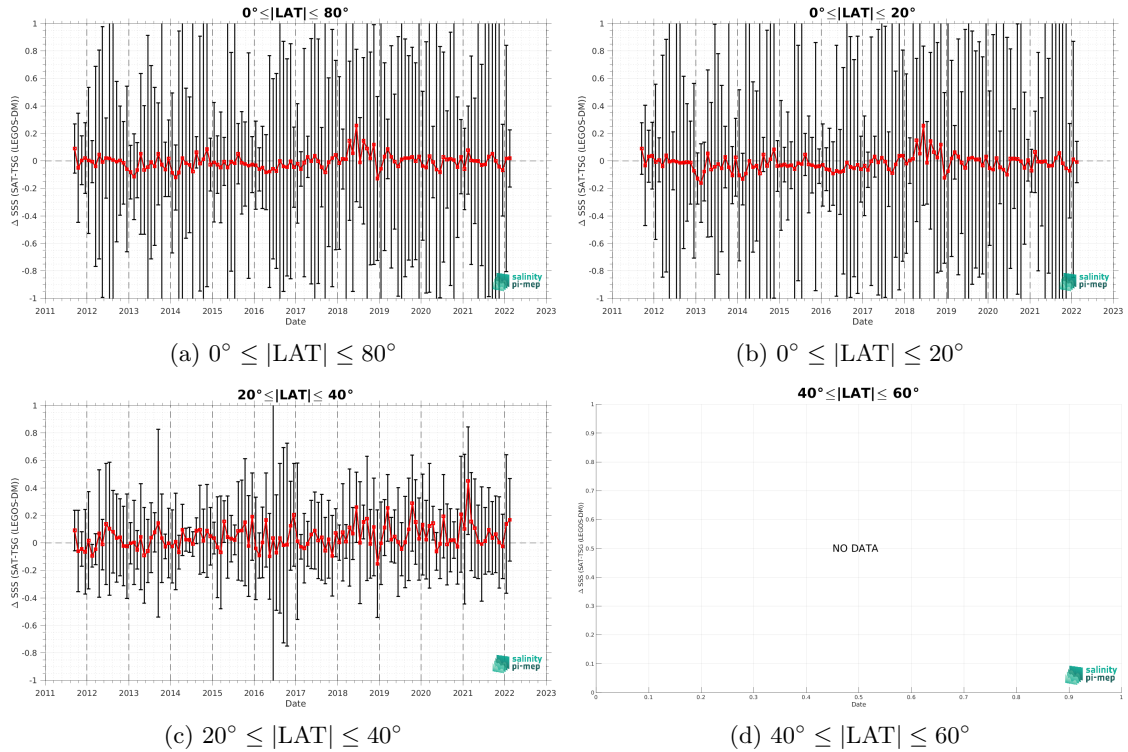 0°≤|LAT|≤ 80°
Δ SSS (SAT-TSG (LEGOS-DM))
1
0.8
0.6
0.4
0.2
0
-0.2
-0.4
-0.6
-0.8
-1
2011 2012 2013 2014 2015 2016 2017 2018 2019 2020 2021 2022 2023
Date
salinity
pi-mep
(a) 0° ≤ |LAT| ≤ 80°
0°≤|LAT|≤ 20°
Δ SSS (SAT-TSG (LEGOS-DM))
1
0.8
0.6
0.4
0.2
0
-0.2
-0.4
-0.6
-0.8
-1
2011 2012 2013 2014 2015 2016 2017 2018 2019 2020 2021 2022 2023
Date
salinity
pi-mep
(b) 0° ≤ |LAT| ≤ 20°
20°≤|LAT|≤ 40°
Δ SSS (SAT-TSG (LEGOS-DM))
1
0.8
0.6
0.4
0.2
0
-0.2
-0.4
-0.6
-0.8
-1
2011 2012 2013 2014 2015 2016 2017 2018 2019 2020 2021 2022 2023
Date
salinity
pi-mep
(c) 20° ≤ |LAT| ≤ 40°
40°≤|LAT|≤ 60°
Δ SSS (SAT-TSG (LEGOS-DM))
1
0.9
0.8
0.7
0.6
0.5
0.4
0.3
0.2
0.1
0
NO DATA
0 0.1 0.2 0.3 0.4 0.5 0.6 0.7 0.8 0.9 1
Date
salinity
pi-mep
(d) 40° ≤ |LAT| ≤ 60°